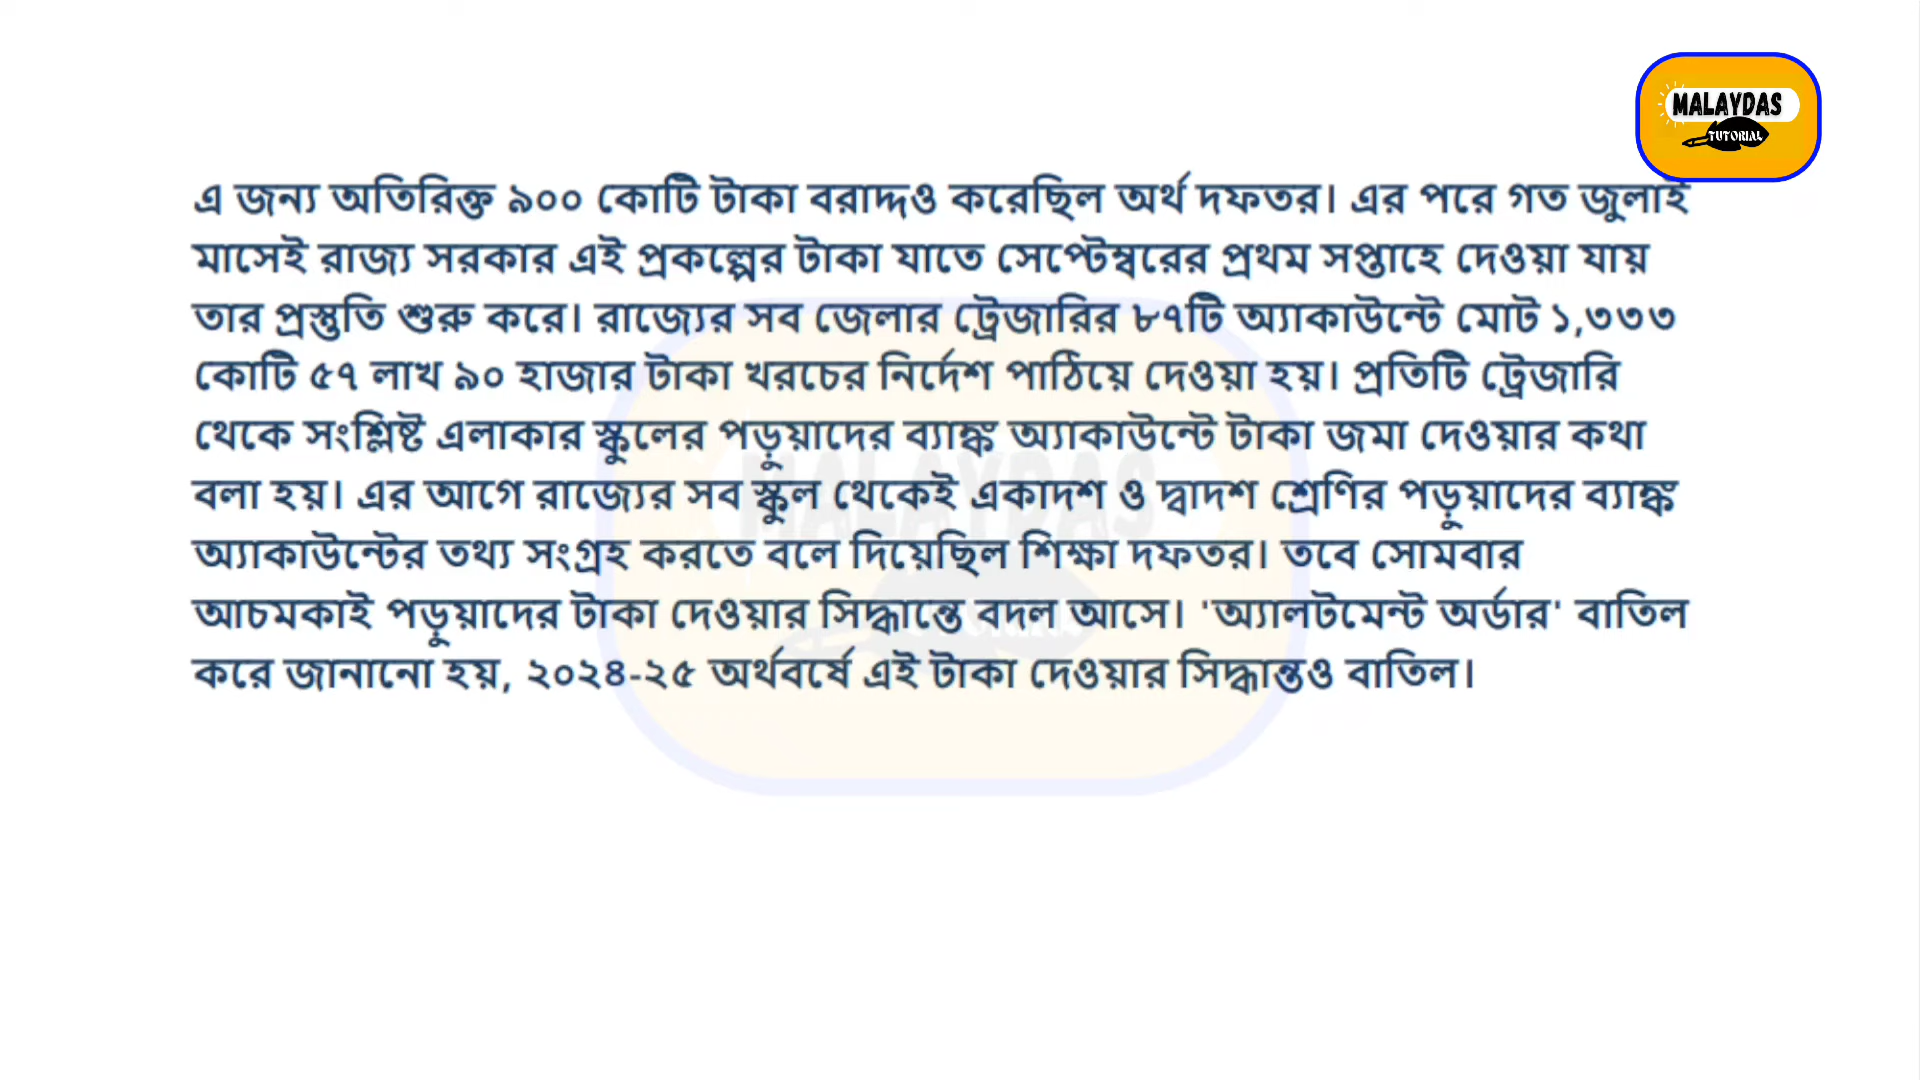 MALAYDAS
TUTORIAL
এ জন্য অতিরিক্ত ৯০০ কোটি টাকা বরাদ্দও করেছিল অর্থ দফতর। এর পরে গত জুলাই
মাসেই রাজ্য সরকার এই প্রকল্পের টাকা যাতে সেপ্টেম্বরের প্রথম সপ্তাহে দেওয়া যায়
তার প্রস্তুতি শুরু করে। রাজ্যের সব জেলার ট্রেজারির ৮৭টি অ্যাকাউন্টে মোট ১,৩৩৩
কোটি ৫৭ লাখ ৯০ হাজার টাকা খরচের নির্দেশ পাঠিয়ে দেওয়া হয়। প্রতিটি ট্রেজারি
থেকে সংশ্লিষ্ট এলাকার স্কুলের পড়ুয়াদের ব্যাঙ্ক অ্যাকাউন্টে টাকা জমা দেওয়ার কথা
বলা হয়। এর আগে রাজ্যের সব স্কুল থেকেই একাদশ ও দ্বাদশ শ্রেণির পড়ুয়াদের ব্যাঙ্ক
অ্যাকাউন্টের তথ্য সংগ্রহ করতে বলে দিয়েছিল শিক্ষা দফতর। তবে সোমবার
আচমকাই পড়ুয়াদের টাকা দেওয়ার সিদ্ধান্তে বদল আসে। 'অ্যালটমেন্ট অর্ডার' বাতিল
করে জানানো হয়, ২০২৪-২৫ অর্থবর্ষে এই টাকা দেওয়ার সিদ্ধান্তও বাতিল।